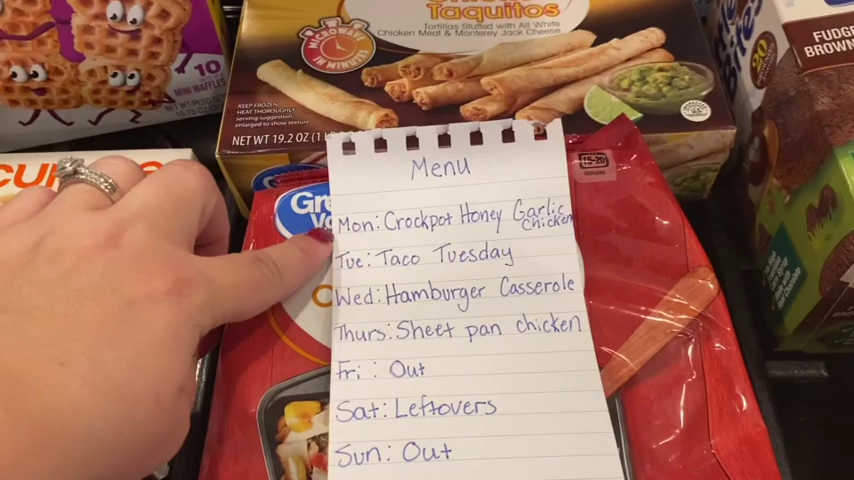 Taquitos
Tortillas Stuffed with All White
Chicken Meat & Monterey Jack Cheese
MICROWAVE
IN MINUTES
KEEP FROZEN
HEAT THOROUGHLY
serving suggestion
enlarged to show texture
NET WT 19.2 OZ (1
10
MINI WAFFLES
20
FUDGE
BROWN
15-20
minutes
Gre
Menu
Mon: Crockpot Honey Garlic
chicken
Tue: Taco Tuesday
Wed: Hamburger Casserole
Thurs: Sheet pan chicken
Fri: Out
Sat: Leftovers
Sun: Out